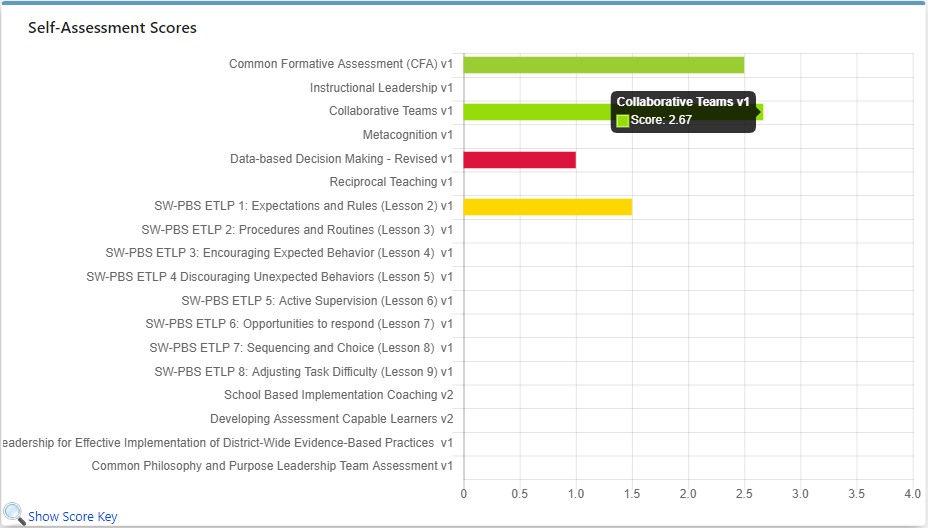 Self-Assessment Scores
Common Formative Assessment (CFA) v1
Instructional Leadership v1
Collaborative Teams v1
Collaborative Teams v1
Score: 2.67
Metacognition v1
Data-based Decision Making - Revised v1
Reciprocal Teaching v1
SW-PBS ETLP 1: Expectations and Rules (Lesson 2) v1
SW-PBS ETLP 2: Procedures and Routines (Lesson 3)  v1
SW-PBS ETLP 3: Encouraging Expected Behavior (Lesson 4)  v1
SW-PBS ETLP 4 Discouraging Unexpected Behaviors (Lesson 5)  v1
SW-PBS ETLP 5: Active Supervision (Lesson 6) v1
SW-PBS ETLP 6: Opportunities to respond (Lesson 7)  v1
SW-PBS ETLP 7: Sequencing and Choice (Lesson 8)  v1
SW-PBS ETLP 8: Adjusting Task Difficulty (Lesson 9) v1
School Based Implementation Coaching v2
Developing Assessment Capable Learners v2
eadership for Effective Implementation of District-Wide Evidence-Based Practices  v1
Common Philosophy and Purpose Leadership Team Assessment v1
0 0.5 1.0 1.5 2.0 2.5 3.0 3.5 4.0
Show Score Key